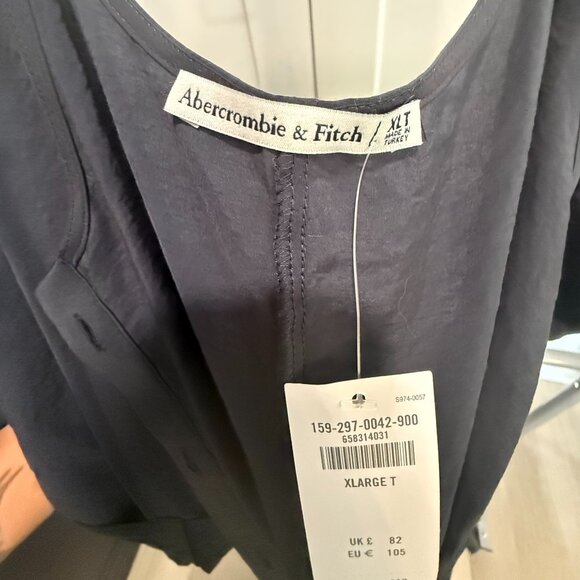 Abercrombie & Fitch / XLT
MADE IN
TURKEY
S974-0057
159-297-0042-900
658314031
XLARGE T
UK £ 82
EU € 105